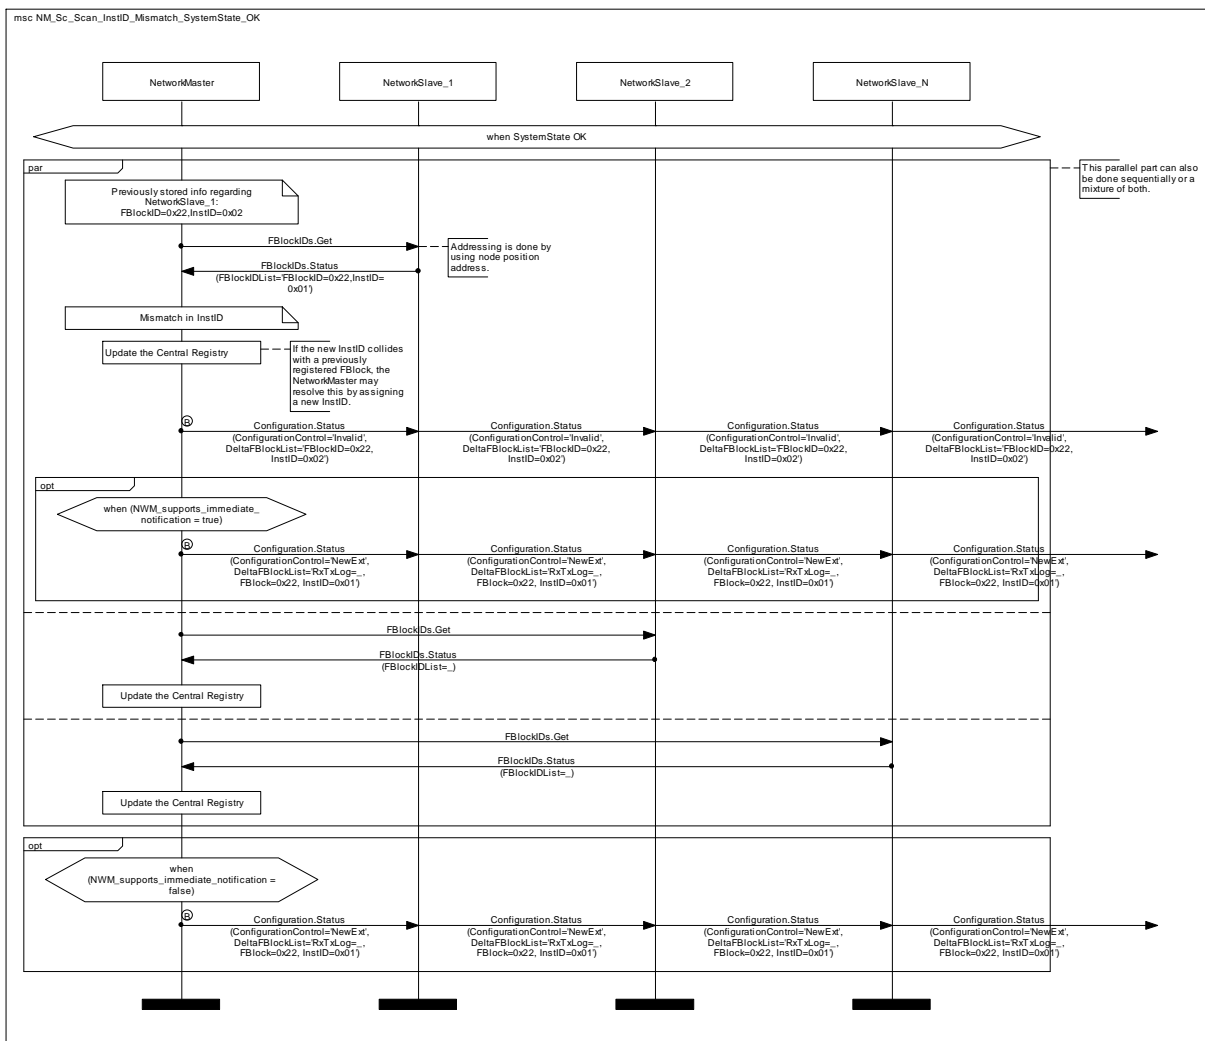 msc NM_Sc_Scan_InstID_Mismatch_SystemState_OK
NetworkMaster
NetworkSlave_1
NetworkSlave_2
NetworkSlave_N
when SystemState OK
par
This parallel part can also
be done sequentially or a
mixture of both.
Previously stored info regarding
NetworkSlave_1:
FBlockID=0x22,InstID=0x02
FBlockIDs.Get
Addressing is done by
using node position
address.
FBlockIDs.Status
(FBlockIDList='FBlockID=0x22,InstID=
0x01')
Mismatch in InstID
Update the Central Registry
If the new InstID collides
with a previously
registered FBlock, the
NetworkMaster may
resolve this by assigning
a new InstID.
B
Configuration.Status
(ConfigurationControl='Invalid',
DeltaFBlockList='FBlockID=0x22,
InstID=0x02')
Configuration.Status
(ConfigurationControl='Invalid',
DeltaFBlockList='FBlockID=0x22,
InstID=0x02')
Configuration.Status
(ConfigurationControl='Invalid',
DeltaFBlockList='FBlockID=0x22,
InstID=0x02')
Configuration.Status
(ConfigurationControl='Invalid',
DeltaFBlockList='FBlockID=0x22,
InstID=0x02')
opt
when (NWM_supports_immediate_
notification = true)
B
Configuration.Status
(ConfigurationControl='NewExt',
DeltaFBlockList='RxTxLog=_,
FBlock=0x22, InstID=0x01')
Configuration.Status
(ConfigurationControl='NewExt',
DeltaFBlockList='RxTxLog=_,
FBlock=0x22, InstID=0x01')
Configuration.Status
(ConfigurationControl='NewExt',
DeltaFBlockList='RxTxLog=_,
FBlock=0x22, InstID=0x01')
Configuration.Status
(ConfigurationControl='NewExt',
DeltaFBlockList='RxTxLog=_,
FBlock=0x22, InstID=0x01')
FBlockIDs.Get
FBlockIDs.Status
(FBlockIDList=_)
Update the Central Registry
FBlockIDs.Get
FBlockIDs.Status
(FBlockIDList=_)
Update the Central Registry
opt
when
(NWM_supports_immediate_notification =
false)
B
Configuration.Status
(ConfigurationControl='NewExt',
DeltaFBlockList='RxTxLog=_,
FBlock=0x22, InstID=0x01')
Configuration.Status
(ConfigurationControl='NewExt',
DeltaFBlockList='RxTxLog=_,
FBlock=0x22, InstID=0x01')
Configuration.Status
(ConfigurationControl='NewExt',
DeltaFBlockList='RxTxLog=_,
FBlock=0x22, InstID=0x01')
Configuration.Status
(ConfigurationControl='NewExt',
DeltaFBlockList='RxTxLog=_,
FBlock=0x22, InstID=0x01')